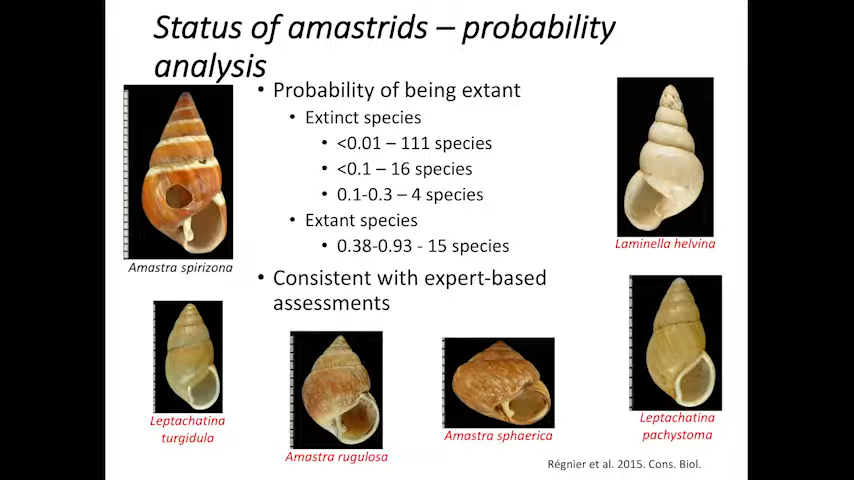 Status of amastrids – probability
analysis
• Probability of being extant
• Extinct species
• <0.01 – 111 species
• <0.1 – 16 species
• 0.1-0.3 – 4 species
• Extant species
• 0.38-0.93 - 15 species
• Consistent with expert-based
assessments
Amastra spirizona
Laminella helvina
Leptachatina
turgidula
Amastra rugulosa
Amastra sphaerica
Leptachatina
pachystoma
Régnier et al. 2015. Cons. Biol.